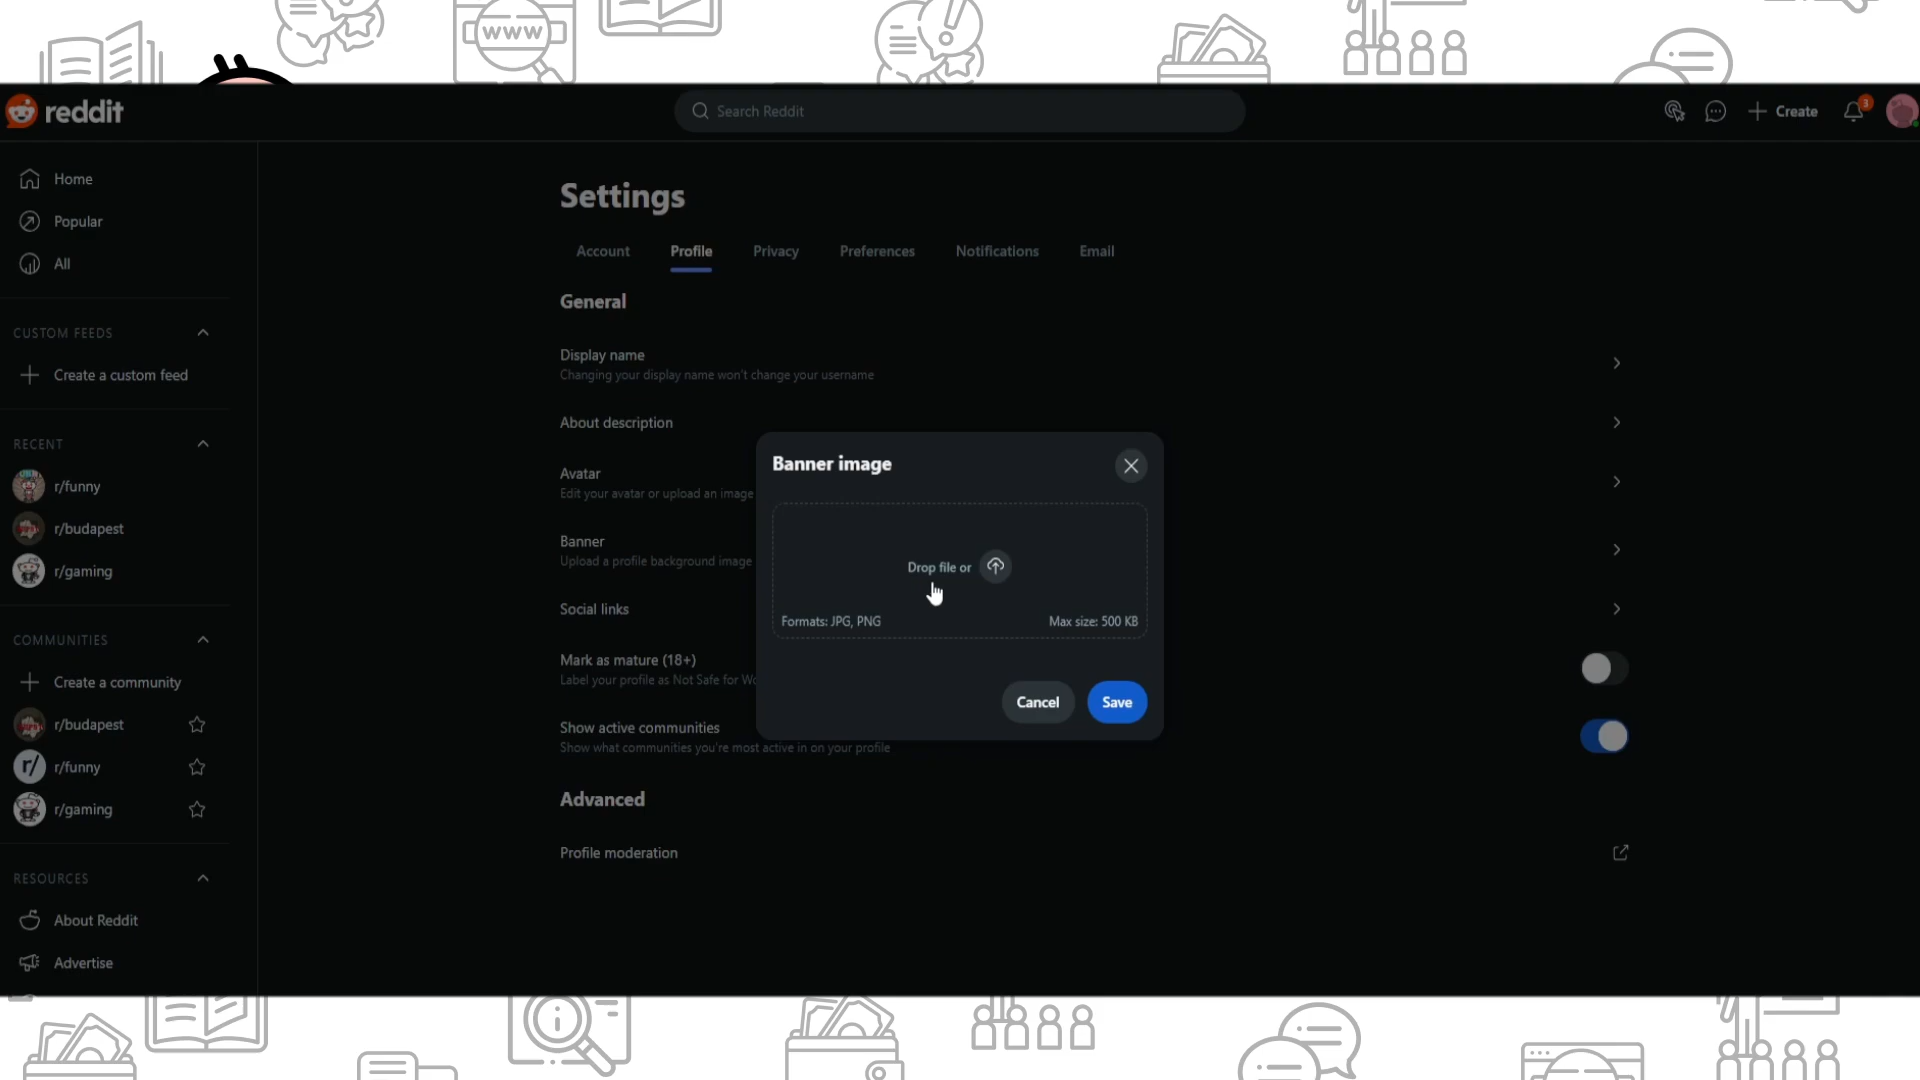 www
reddit
Search Reddit
Create
3
Home
Popular
All
CUSTOM FEEDS
Create a custom feed
RECENT
r/funny
r/budapest
r/gaming
COMMUNITIES
Create a community
r/budapest
r/
r/funny
r/gaming
RESOURCES
About Reddit
Advertise
Settings
Account Profile Privacy Preferences Notifications Email
General
Display name
Changing your display name won't change your username
About description
Avatar
Edit your avatar or upload an image
Banner
Upload a profile background image
Social links
Mark as mature (18+)
Label your profile as Not Safe for Wo
Show active communities
Show what communities you're most active in on your profile
Advanced
Profile moderation
Banner image
Drop file or
Formats: JPG, PNG
Max size: 500 KB
Cancel
Save